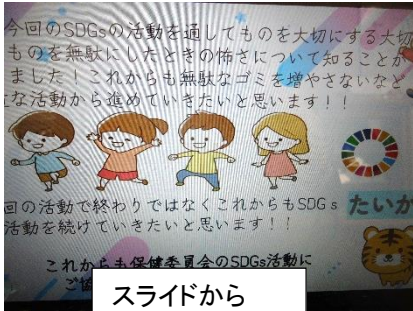 今回のSDGsの活動を通してものを大切にする大切
ものを無駄にしたときの怖さについて知ることが
ました！これからも無駄なゴミを増やさないなど
な活動から進めていきたいと思います！！
回の活動で終わりではなくこれからもSDGs
活動を続けていきたいと思います！！
たいが
これからも保健委員会のSDGs活動に
ご協
スライドから